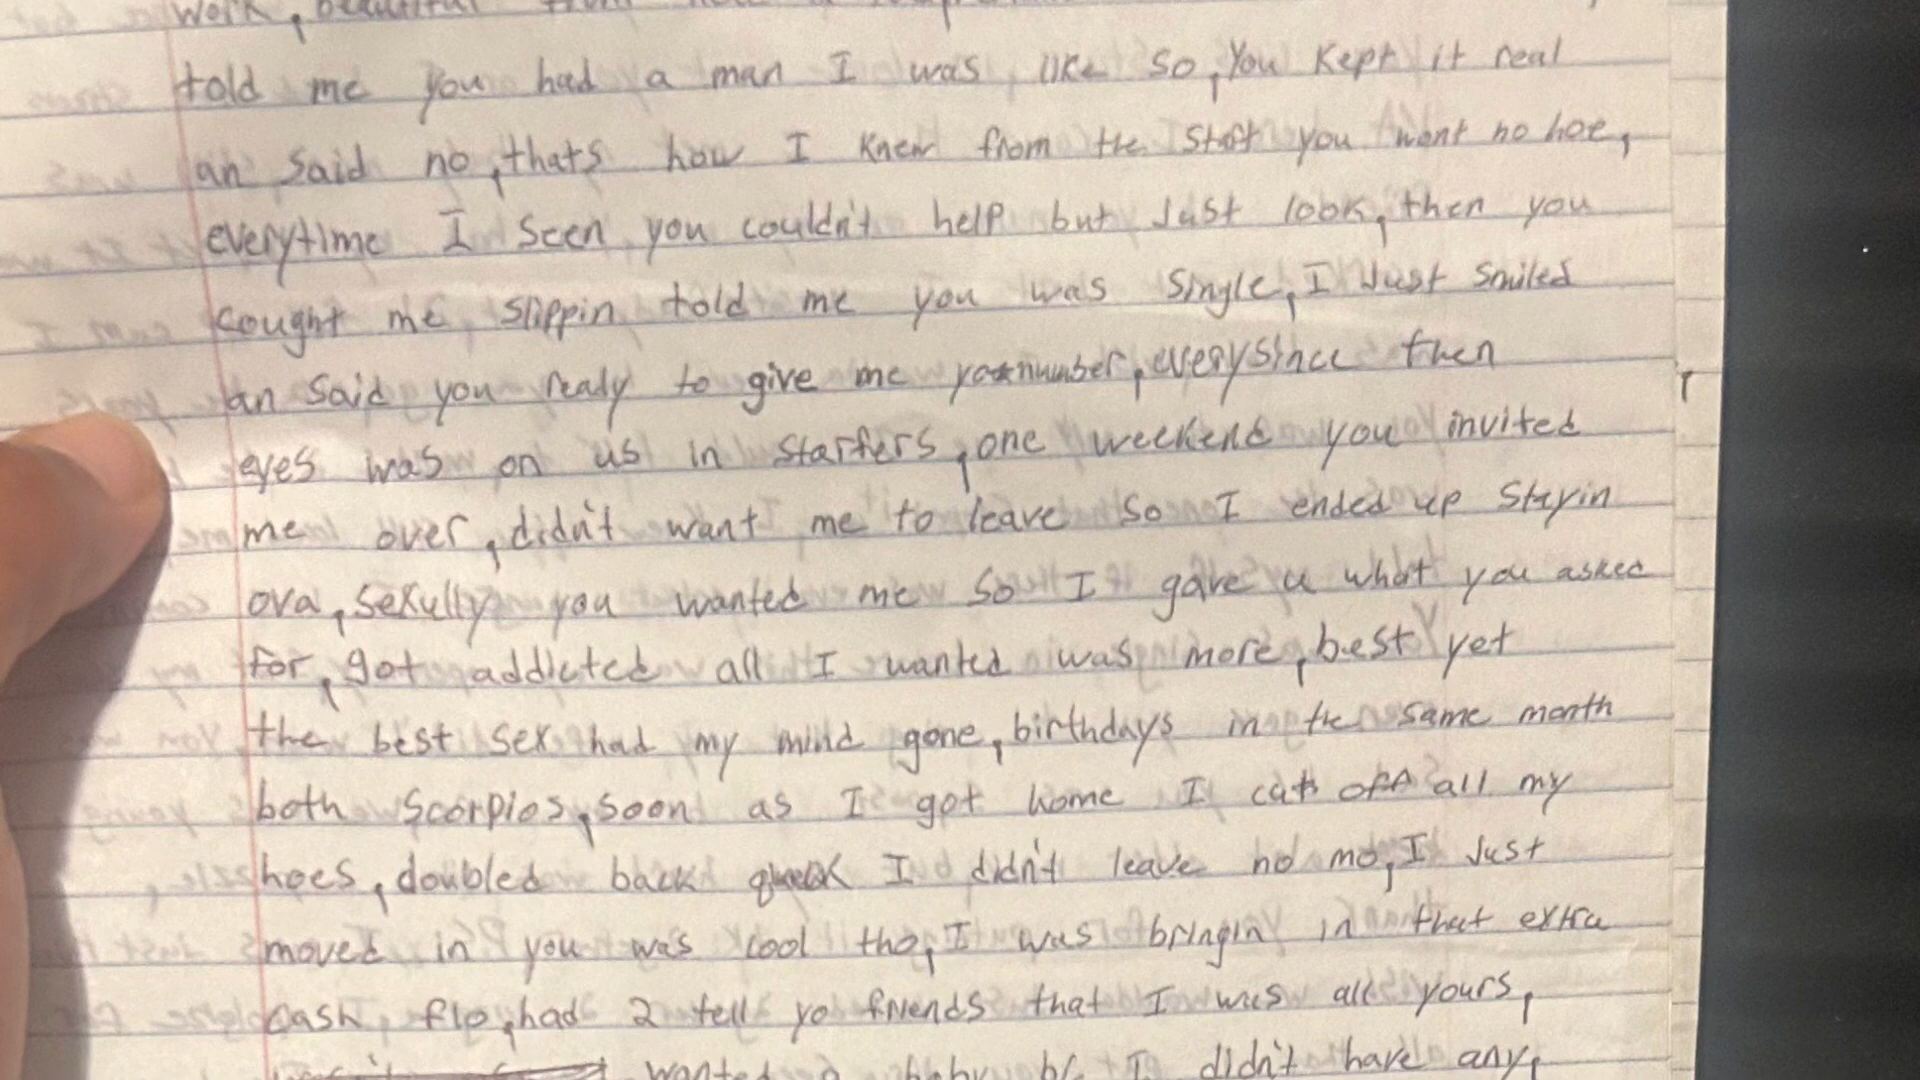 work, beautiful from
told me you had a man I was like so, you kept it real
an said no, thats how I knew from the start you wont no hoe,
everytime I seen you couldn't help but Just look, then you
cought me slippin told me you was single, I Just smiled
an said you ready to give me yo number, everysince then
eyes was on us in starters, one weekend you invited
me over, didn't want me to leave so I ended up stayin
ova, sexully you wanted me so I gave u what you asked
for, got addicted all I wanted was more, best yet
the best sex had my mind gone, birthdays in the same month
both Scorpios, soon as I got home I cut off all my
hoes, doubled back quick I didn't leave no mo, I Just
moved in you was cool tho, I was bringin in that extra
cash flo, had 2 tell yo friends that I was all yours,
wanted a baby b/c I didn't have any,